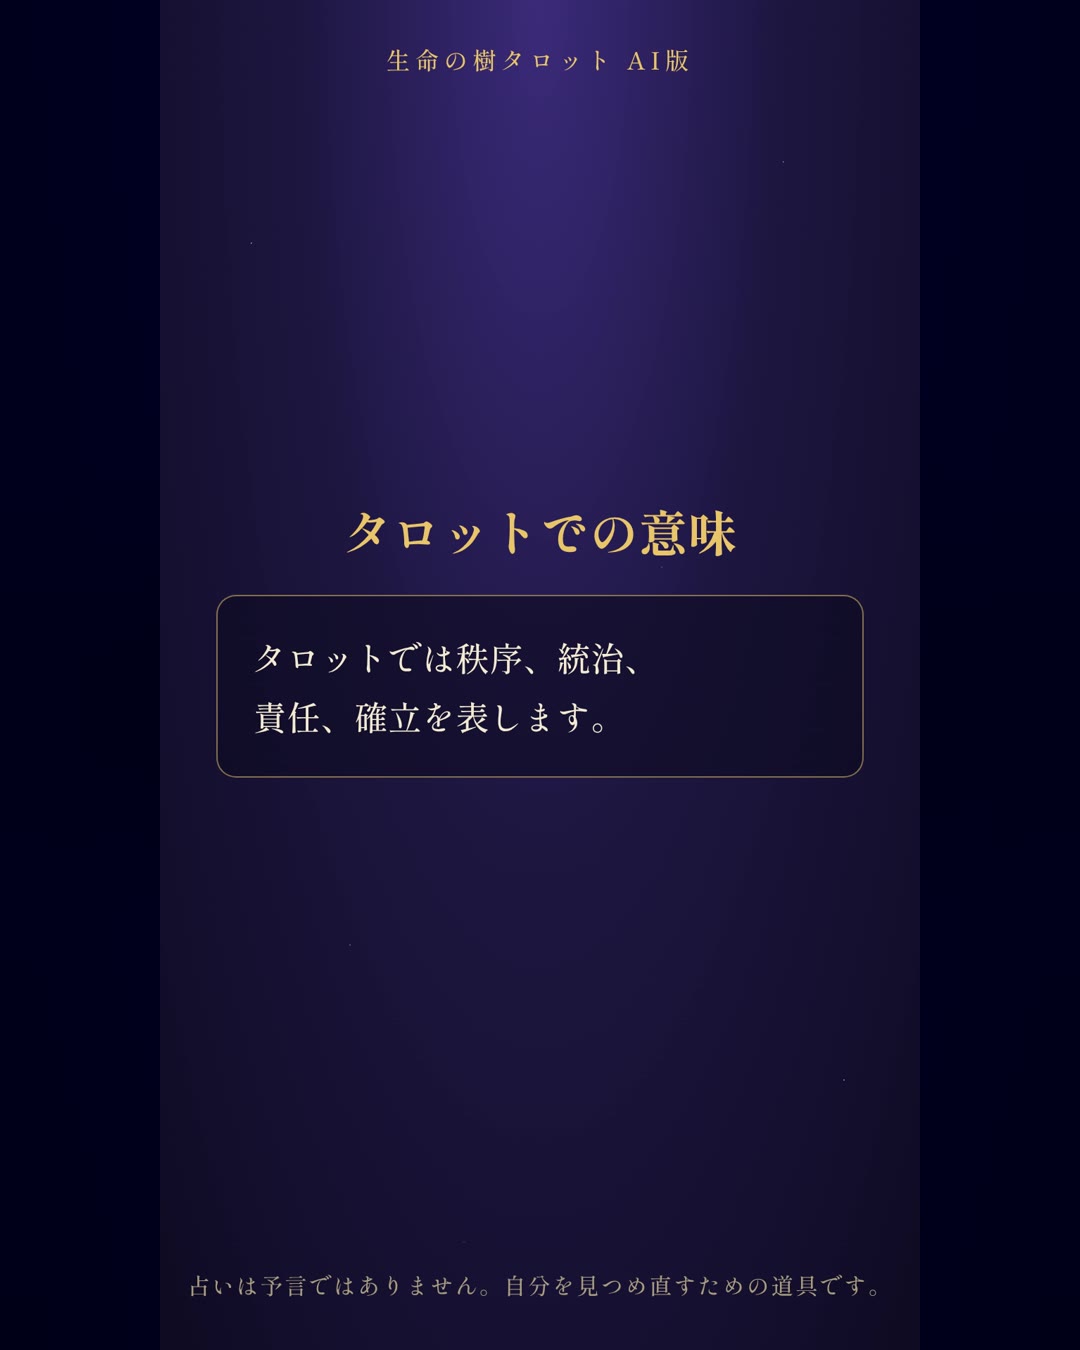 生命の樹タロット AI版
タロットでの意味
タロットでは秩序、統治、
責任、確立を表します。
占いは予言ではありません。自分を見つめ直すための道具です。